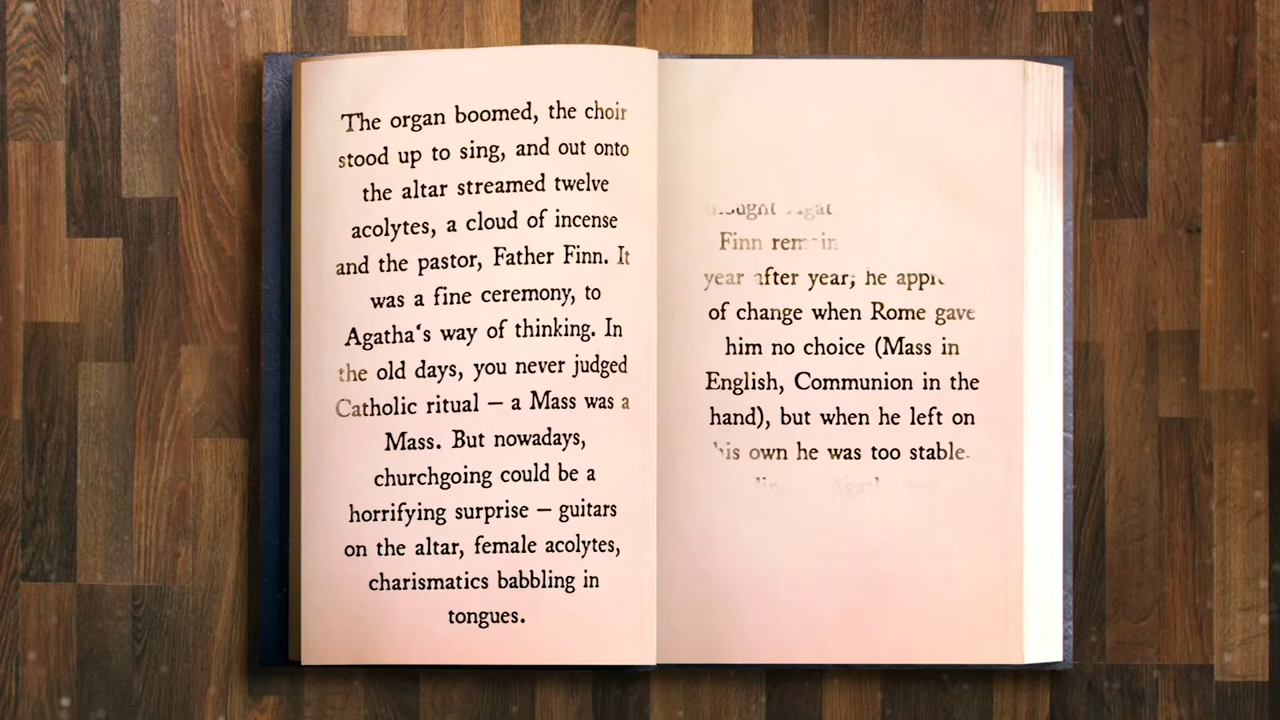 The organ boomed, the choir
stood up to sing, and out onto
the altar streamed twelve
acolytes, a cloud of incense
and the pastor, Father Finn. It
was a fine ceremony, to
Agatha's way of thinking. In
the old days, you never judged
Catholic ritual — a Mass was a
Mass. But nowadays,
churchgoing could be a
horrifying surprise — guitars
on the altar, female acolytes,
charismatics babbling in
tongues.
Finn
year after year; he
of change when Rome gave
him no choice (Mass in
English, Communion in the
hand), but when he left on
his own he was too stable.